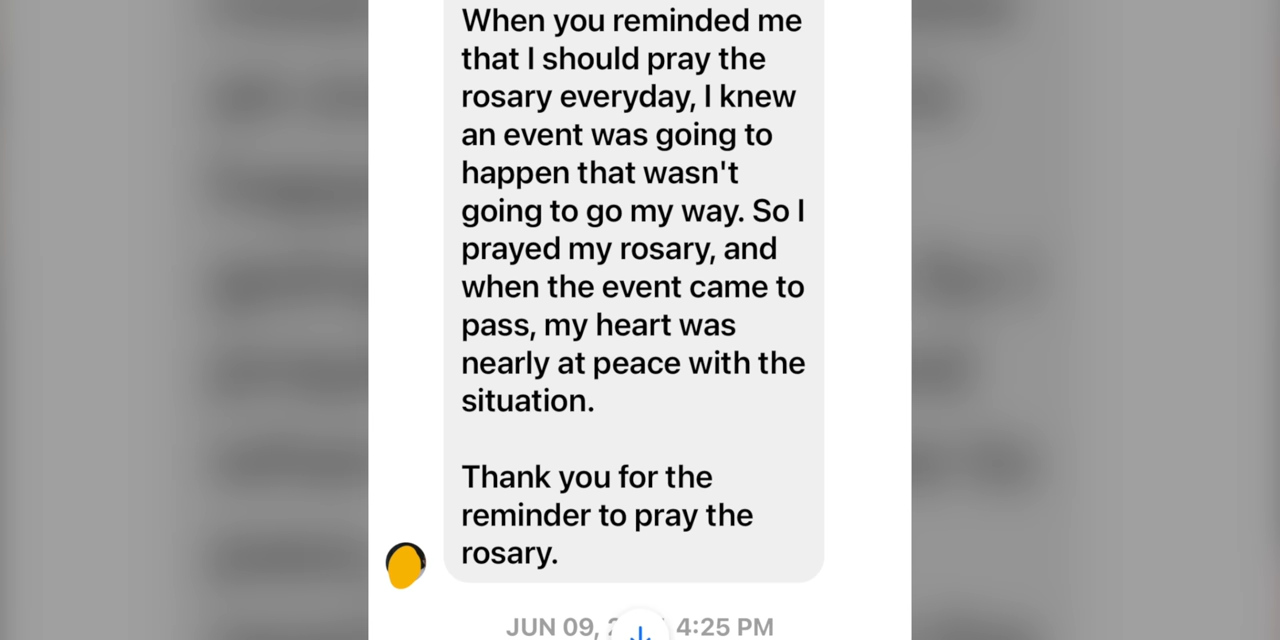 When you reminded me
that I should pray the
rosary everyday, I knew
an event was going to
happen that wasn't
going to go my way. So I
prayed my rosary, and
when the event came to
pass, my heart was
nearly at peace with the
situation.
Thank you for the
reminder to pray the
rosary.
JUN 09, 4:25 PM